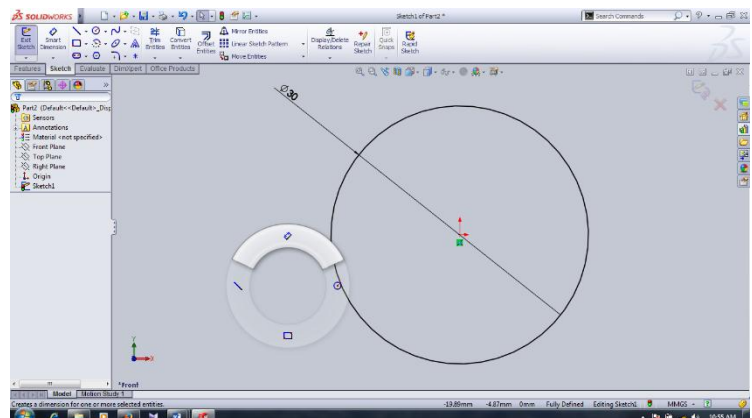 SOLIDWORKS
Sketch1 of Part2 *
Search Commands
Exit Sketch
Smart Dimension
Trim Entities
Convert Entities
Offset Entities
Mirror Entities
Linear Sketch Pattern
Move Entities
Display/Delete Relations
Repair Sketch
Quick Snaps
Rapid Sketch
Features Sketch Evaluate DimXpert Office Products
Part2 (Default<<Default>_Disp
Sensors
Annotations
Material <not specified>
Front Plane
Top Plane
Right Plane
Origin
Sketch1
Ø30
Y
X
*Front
Model Motion Study 1
Creates a dimension for one or more selected entities.
-19.89mm -4.87mm 0mm Fully Defined Editing Sketch1 MMGS
10:55 AM